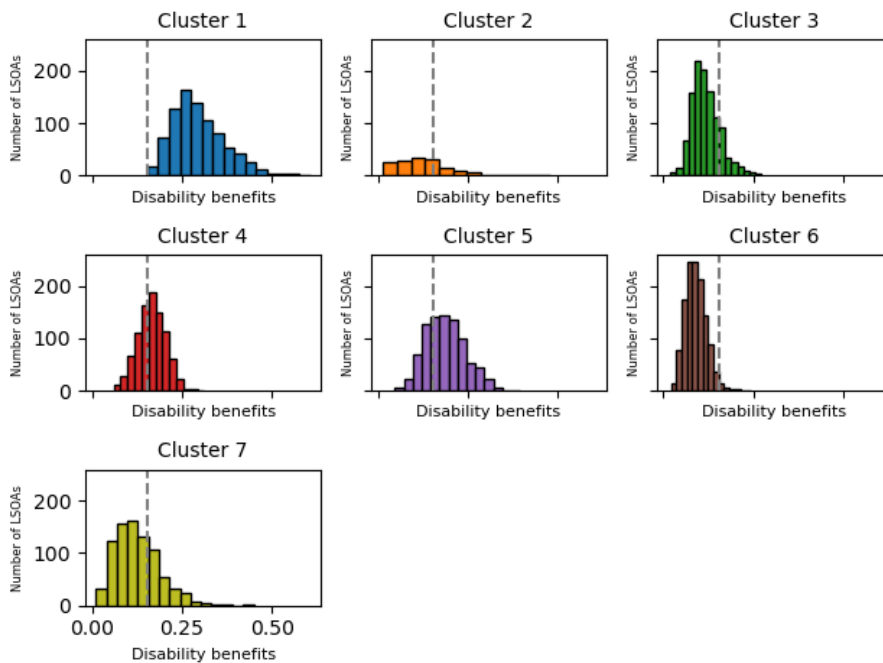 Cluster 1 Cluster 2 Cluster 3
Number of LSOAs 200 100 0 Number of LSOAs Number of LSOAs
Disability benefits Disability benefits Disability benefits
Cluster 4 Cluster 5 Cluster 6
Number of LSOAs 200 100 0 Number of LSOAs Number of LSOAs
Disability benefits Disability benefits Disability benefits
Cluster 7
Number of LSOAs 200 100 0
0.00 0.25 0.50
Disability benefits